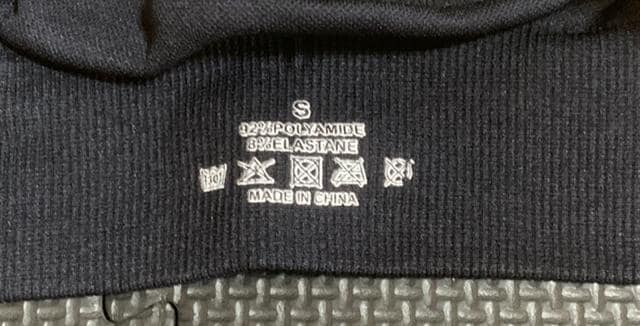 S
92%POLYAMIDE
8%ELASTANE
MADE IN CHINA